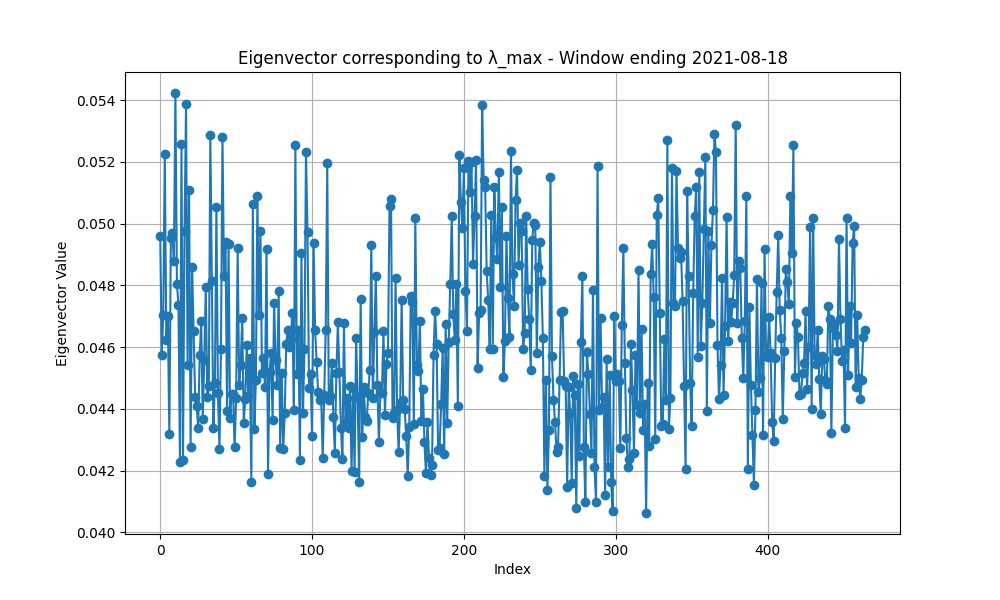 Eigenvector corresponding to λ_max - Window ending 2021-08-18
0.054
0.052
0.050
0.048
0.046
0.044
0.042
0.040
Eigenvector Value
0 100 200 300 400
Index